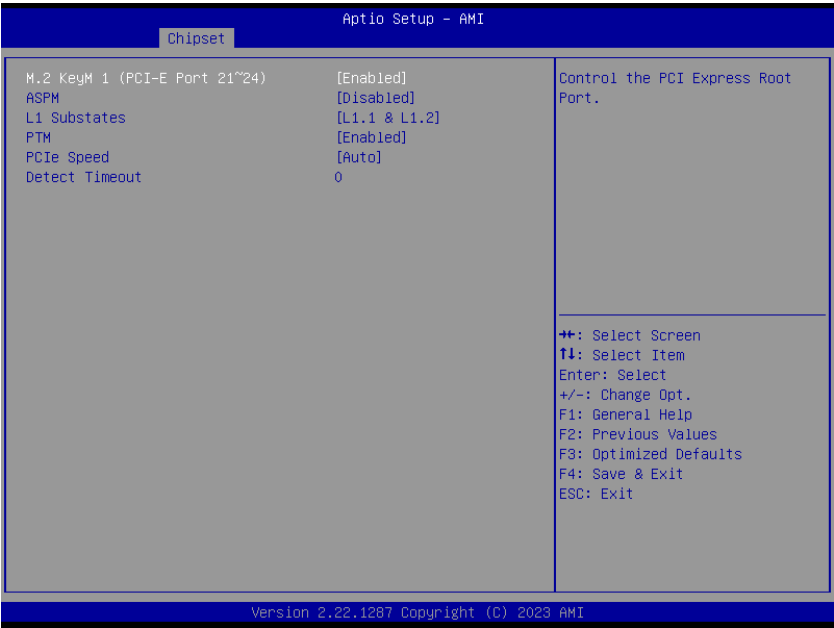 Aptio Setup – AMI
Chipset
M.2 KeyM 1 (PCI-E Port 21~24) [Enabled]
ASPM [Disabled]
L1 Substates [L1.1 & L1.2]
PTM [Enabled]
PCIe Speed [Auto]
Detect Timeout 0
Control the PCI Express Root
Port.
→←: Select Screen
↑↓: Select Item
Enter: Select
+/-: Change Opt.
F1: General Help
F2: Previous Values
F3: Optimized Defaults
F4: Save & Exit
ESC: Exit
Version 2.22.1287 Copyright (C) 2023 AMI